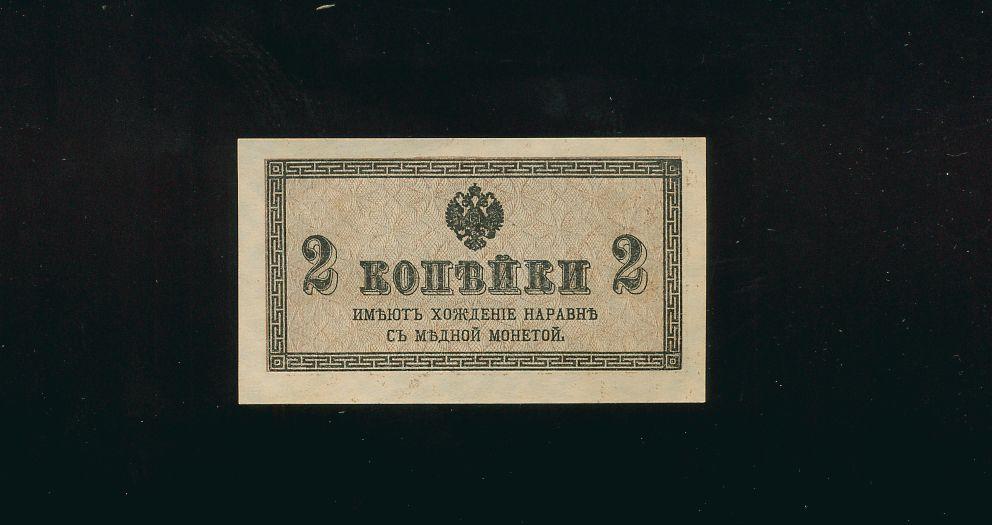 2 КОПѢЙКИ 2
ИМѢЮТЪ ХОЖДЕНІЕ НАРАВНѢ
СЪ МѢДНОЙ МОНЕТОЙ.